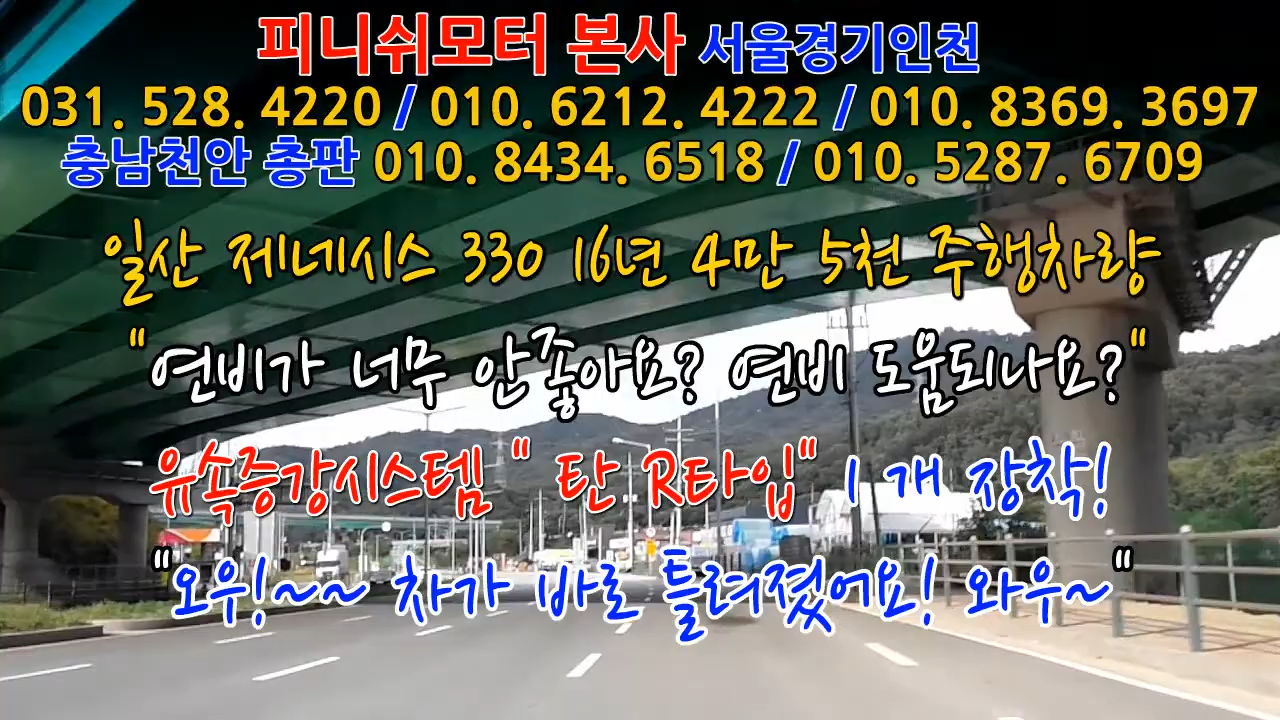 피니쉬모터 본사 서울경기인천
031. 528. 4220 / 010. 6212. 4222 / 010. 8369. 3697
충남천안 총판 010. 8434. 6518 / 010. 5287. 6709
일산 제네시스 330 16년 4만 5천 주행차량
"연비가 너무 안좋아요? 연비 도움되나요?"
유속증강시스템 " 탄 R타입" 1 개 장착!
"오우!~~ 차가 바로 틀려졌어요! 와우~"